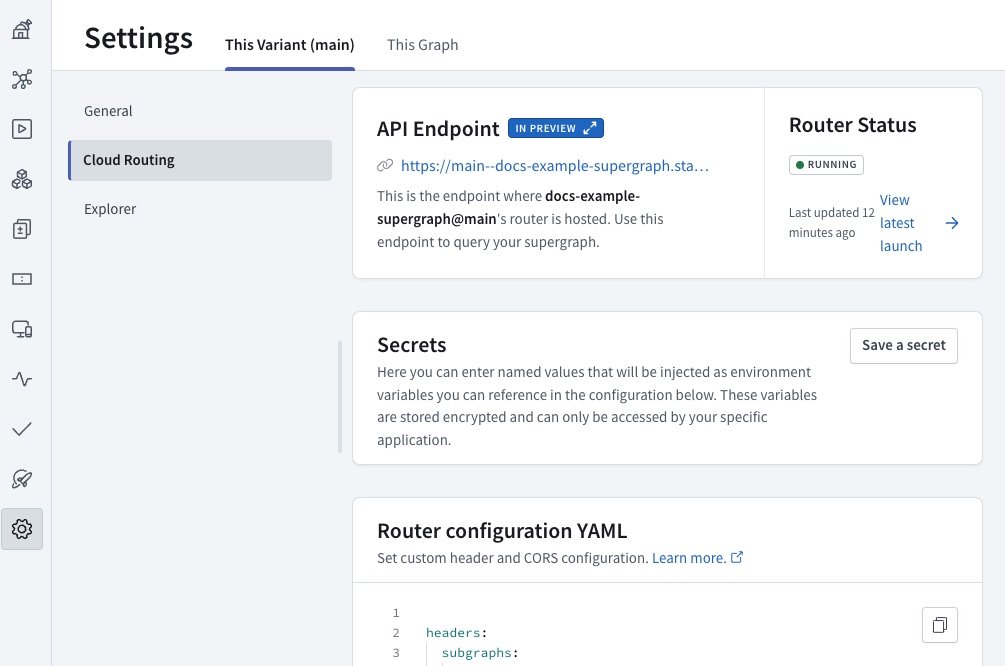 Settings
This Variant (main)
This Graph
General
Cloud Routing
Explorer
API Endpoint
IN PREVIEW
https://main--docs-example-supergraph.sta…
This is the endpoint where docs-example-
supergraph@main's router is hosted. Use this
endpoint to query your supergraph.
Router Status
RUNNING
Last updated 12
minutes ago
View
latest
launch
Secrets
Here you can enter named values that will be injected as environment
variables you can reference in the configuration below. These variables
are stored encrypted and can only be accessed by your specific
application.
Save a secret
Router configuration YAML
Set custom header and CORS configuration. Learn more.
1
2 headers:
3 subgraphs: